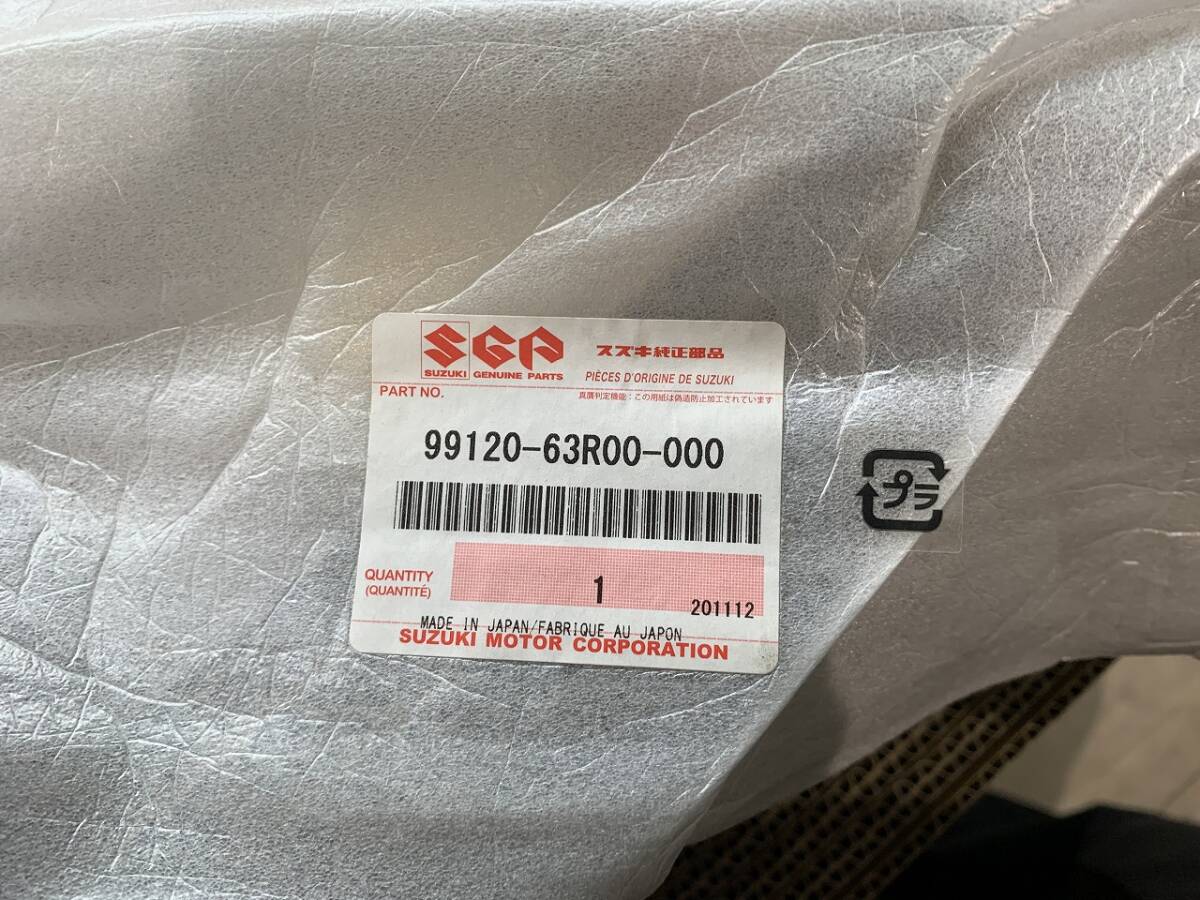 SGP
スズキ純正部品
SUZUKI GENUINE PARTS
PIÈCES D'ORIGINE DE SUZUKI
PART NO.
真贋判定機能：この用紙は偽造防止加工されています
99120-63R00-000
プラ
QUANTITY
(QUANTITÉ)
1
201112
MADE IN JAPAN/FABRIQUE AU JAPON
SUZUKI MOTOR CORPORATION